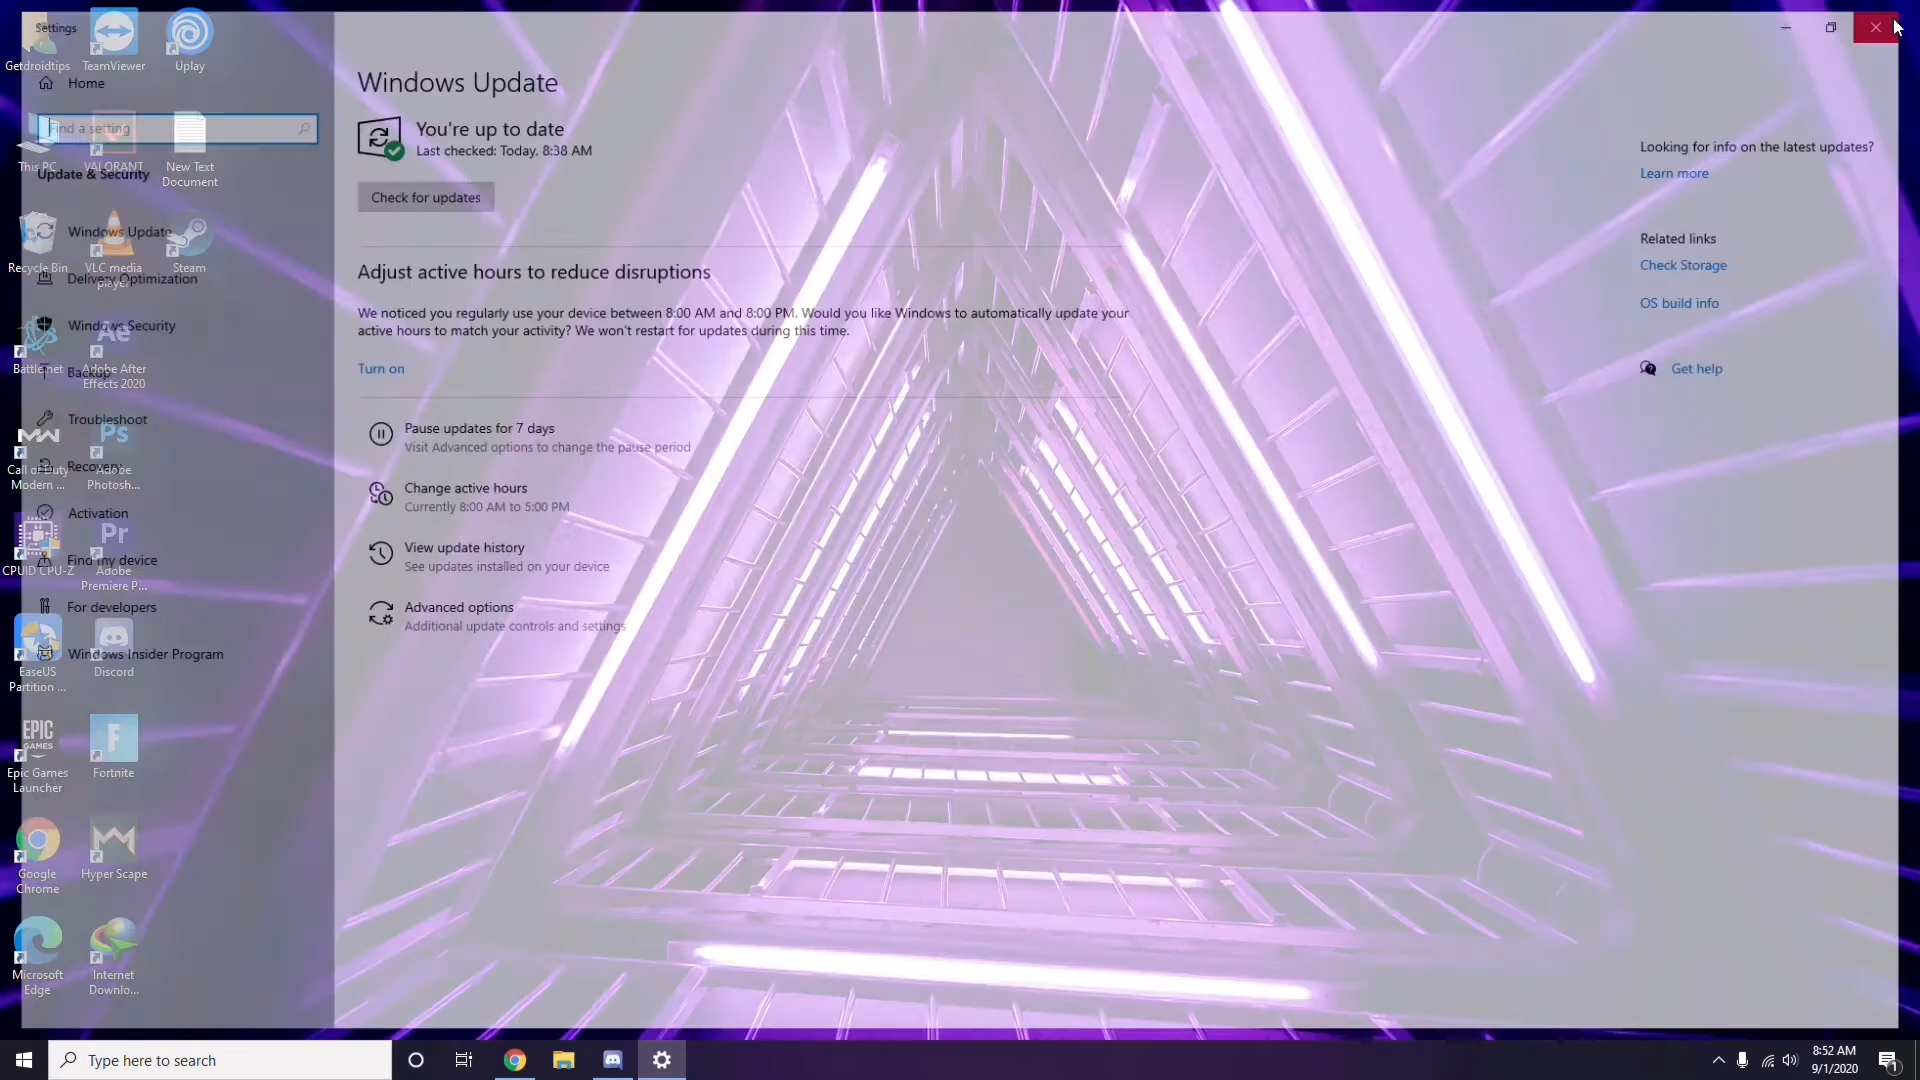 Settings
Home
Find a setting
Update & Security
Windows Update
Delivery Optimization
Windows Security
Backup
Troubleshoot
Recovery
Activation
Find my device
For developers
Windows Insider Program
Windows Update
You're up to date
Last checked: Today, 8:38 AM
Check for updates
Adjust active hours to reduce disruptions
We noticed you regularly use your device between 8:00 AM and 8:00 PM. Would you like Windows to automatically update your
active hours to match your activity? We won't restart for updates during this time.
Turn on
Pause updates for 7 days
Visit Advanced options to change the pause period
Change active hours
Currently 8:00 AM to 5:00 PM
View update history
See updates installed on your device
Advanced options
Additional update controls and settings
Looking for info on the latest updates?
Learn more
Related links
Check Storage
OS build info
Get help
Getdroidtips
TeamViewer
Uplay
This PC
VALORANT
New Text
Document
Recycle Bin
VLC media
player
Steam
Battle.net
Ae
Adobe After
Effects 2020
MW
Call of Duty
Modern ...
Ps
Adobe
Photosh...
CPUID CPU-Z
Pr
Adobe
Premiere P...
EaseUS
Partition ...
Discord
EPIC
GAMES
Epic Games
Launcher
F
Fortnite
Google
Chrome
Hyper Scape
Microsoft
Edge
Internet
Downlo...
Type here to search
8:52 AM
9/1/2020
1